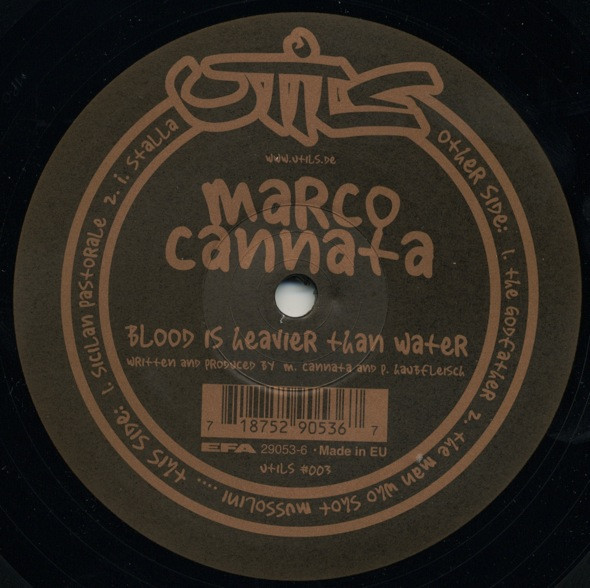 UTILS
www.utils.de
marco
cannata
BLOOD IS heavier than water
written and produced by m. cannata and p. haubfleisch
7 18752 90536 7
EFA 29053-6 · Made in EU
UTILS #003
this side: 1. sicilan pastorale 2. i. stalla
other side: 1. the godfather 2. the man who shot mussolini ....